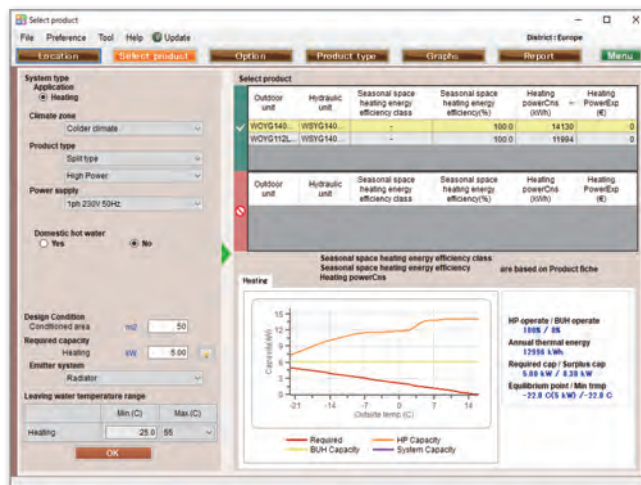 Select product
File Preference Tool Help Update District : Europe
Location Select product Option Product type Graphs Report Menu
System type
Application
Heating
Climate zone
Colder climate
Product type
Split type
High Power
Power supply
1ph 230V 50Hz
Domestic hot water
Yes No
Design Condition
Conditioned area m2 50
Required capacity
Heating kW 5.00
Emitter system
Radiator
Leaving water temperature range
Min (C) Max (C)
Heating 25.0 55
OK
Select product
Outdoor unit Hydraulic unit Seasonal space heating energy efficiency class Seasonal space heating energy efficiency(%) Heating powerCns (kWh) Heating PowerExp (€)
WOYG140... WSYG140... - 100.0 14130 0
WOYG112L... WSYG140... - 100.0 11994 0
Outdoor unit Hydraulic unit Seasonal space heating energy efficiency class Seasonal space heating energy efficiency(%) Heating powerCns (kWh) Heating PowerExp (€)
Seasonal space heating energy efficiency class
Seasonal space heating energy efficiency are based on Product fiche
Heating powerCns
Heating
Capacity(kW)
15
12
9
6
3
0
-21 -14 -7 0 7 14
Outside temp.(C)
Required HP Capacity
BUH Capacity System Capacity
HP operate / BUH operate
100% / 0%
Annual thermal energy
12956 kWh
Required cap / Surplus cap
5.00 kW / 8.39 kW
Equilibrium point / Min tmp
-22.0 C(5 kW) /-22.0 C